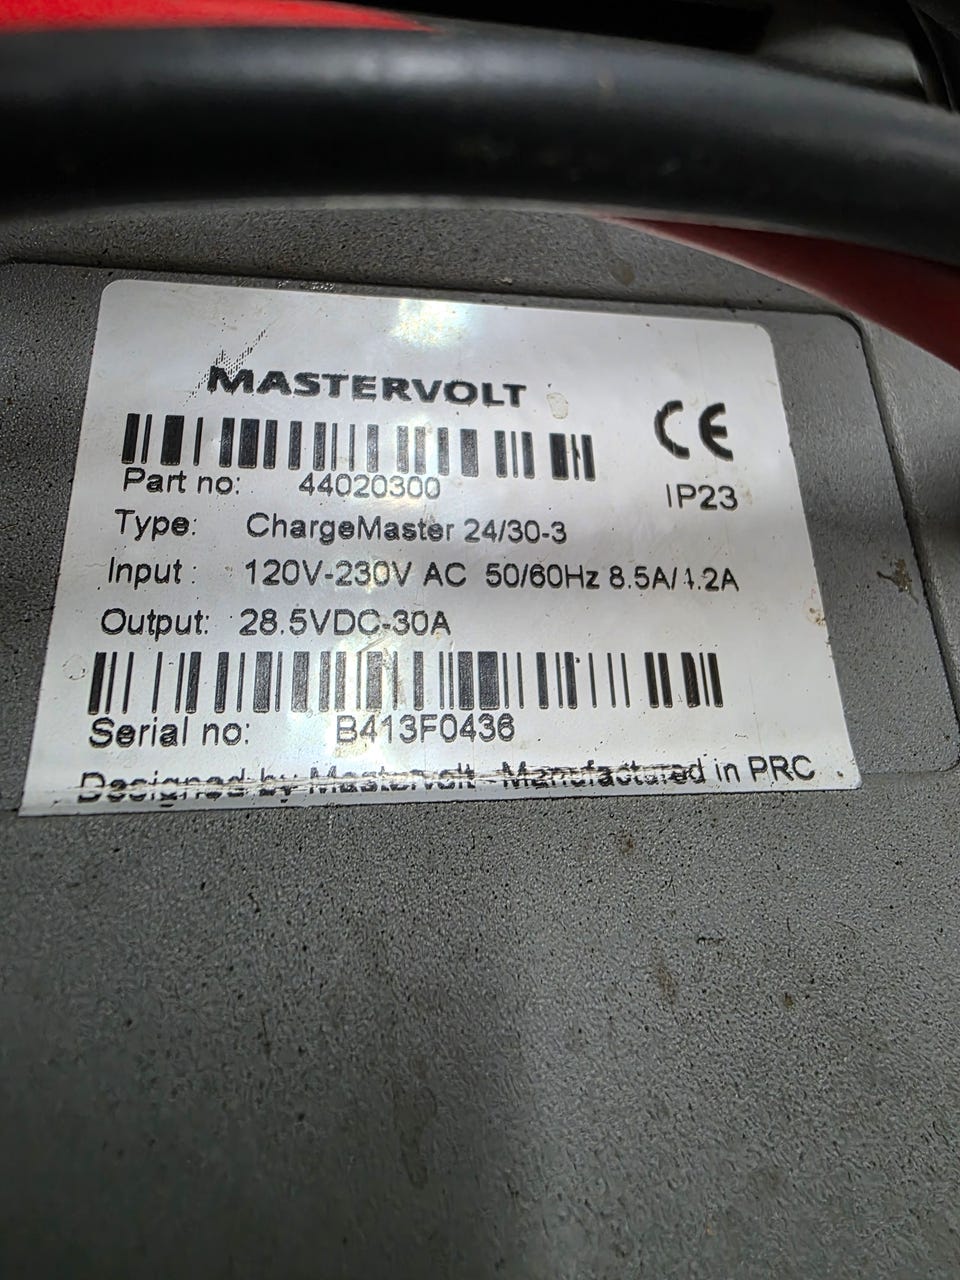 MASTERVOLT
CE
Part no: 44020300
IP23
Type: ChargeMaster 24/30-3
Input : 120V-230V AC 50/60Hz 8.5A/4.2A
Output: 28.5VDC-30A
Serial no: B413F0436
Designed by Mastervolt - Manufactured in PRC